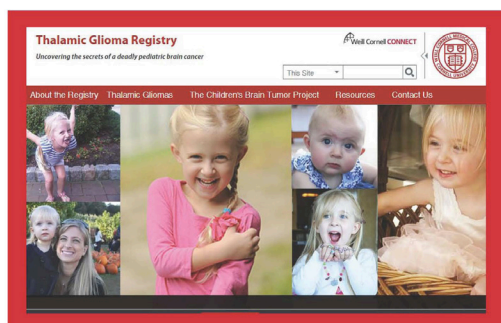 Thalamic Glioma Registry
Uncovering the secrets of a deadly pediatric brain cancer
Weill Cornell CONNECT
This Site
About the Registry Thalamic Gliomas The Children's Brain Tumor Project Resources Contact Us